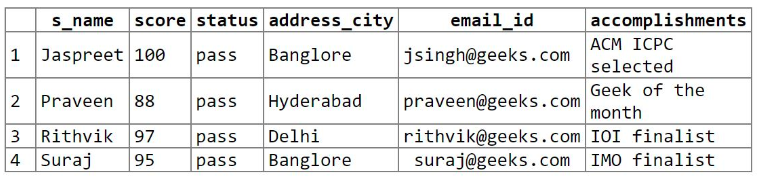 s_name score status address_city email_id accomplishments
1 Jaspreet 100 pass Banglore jsingh@geeks.com ACM ICPC
selected
2 Praveen 88 pass Hyderabad praveen@geeks.com Geek of the
month
3 Rithvik 97 pass Delhi rithvik@geeks.com IOI finalist
4 Suraj 95 pass Banglore suraj@geeks.com IMO finalist